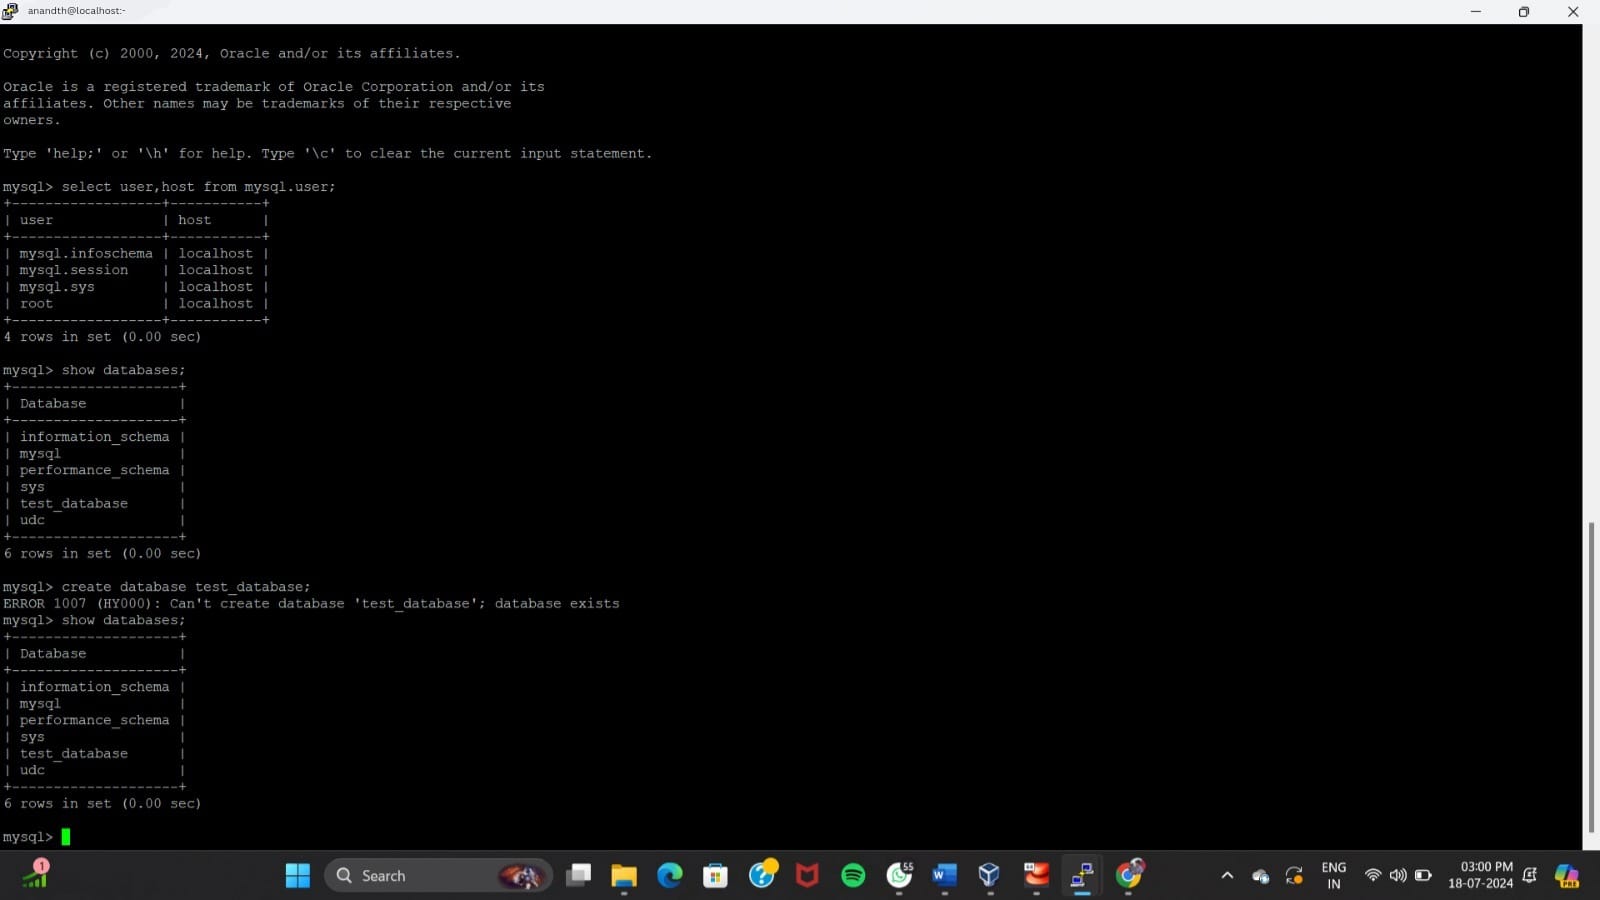 anandth@localhost:~
Copyright (c) 2000, 2024, Oracle and/or its affiliates.
Oracle is a registered trademark of Oracle Corporation and/or its
affiliates. Other names may be trademarks of their respective
owners.
Type 'help;' or '\h' for help. Type '\c' to clear the current input statement.
mysql> select user,host from mysql.user;
+------------------+-----------+
| user             | host      |
+------------------+-----------+
| mysql.infoschema | localhost |
| mysql.session    | localhost |
| mysql.sys        | localhost |
| root             | localhost |
+------------------+-----------+
4 rows in set (0.00 sec)
mysql> show databases;
+--------------------+
| Database           |
+--------------------+
| information_schema |
| mysql              |
| performance_schema |
| sys                |
| test_database      |
| udc                |
+--------------------+
6 rows in set (0.00 sec)
mysql> create database test_database;
ERROR 1007 (HY000): Can't create database 'test_database'; database exists
mysql> show databases;
+--------------------+
| Database           |
+--------------------+
| information_schema |
| mysql              |
| performance_schema |
| sys                |
| test_database      |
| udc                |
+--------------------+
6 rows in set (0.00 sec)
mysql>
1
Search
55
ENG
IN
03:00 PM
18-07-2024
PRE